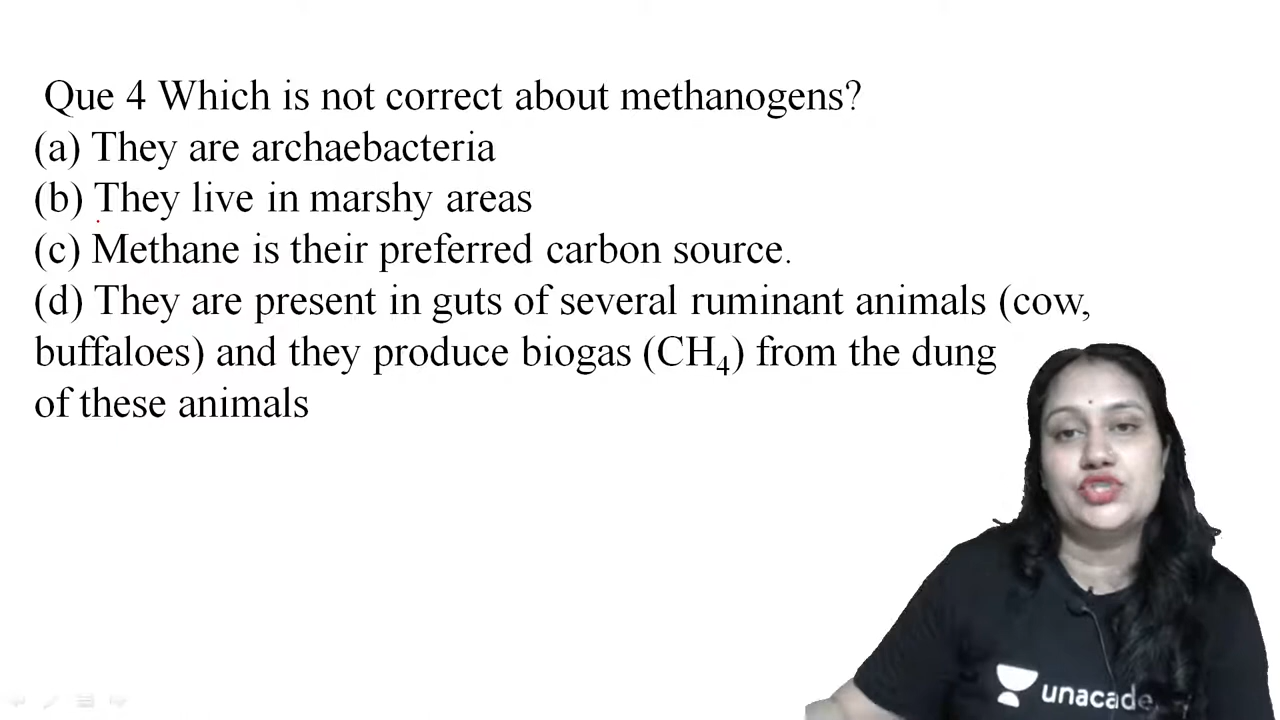 Que 4 Which is not correct about methanogens?
(a) They are archaebacteria
(b) They live in marshy areas
(c) Methane is their preferred carbon source.
(d) They are present in guts of several ruminant animals (cow,
buffaloes) and they produce biogas (CH₄) from the dung
of these animals
unacade